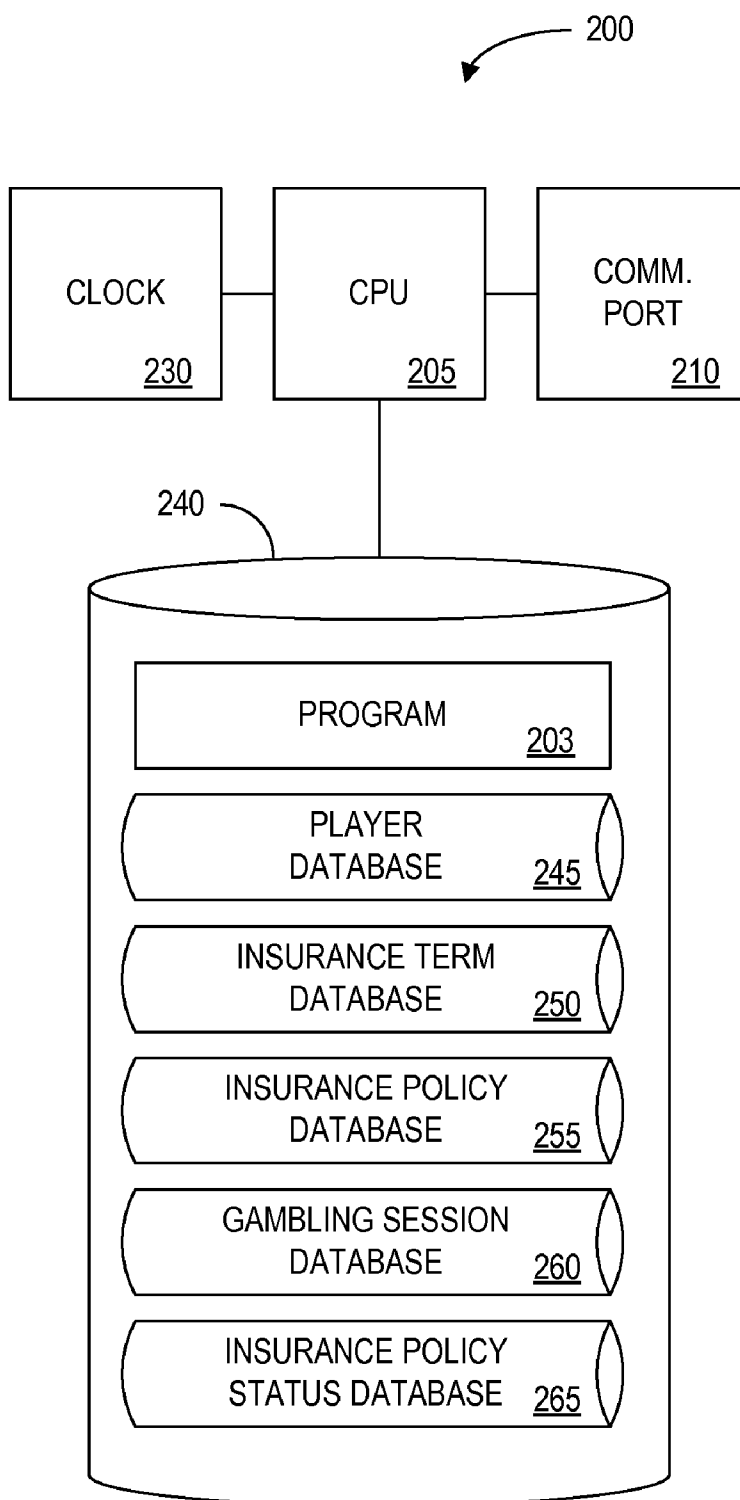 200
CLOCK
230
CPU
205
COMM.
PORT
210
240
PROGRAM
203
PLAYER
DATABASE
245
INSURANCE TERM
DATABASE
250
INSURANCE POLICY
DATABASE
255
GAMBLING SESSION
DATABASE
260
INSURANCE POLICY
STATUS DATABASE
265